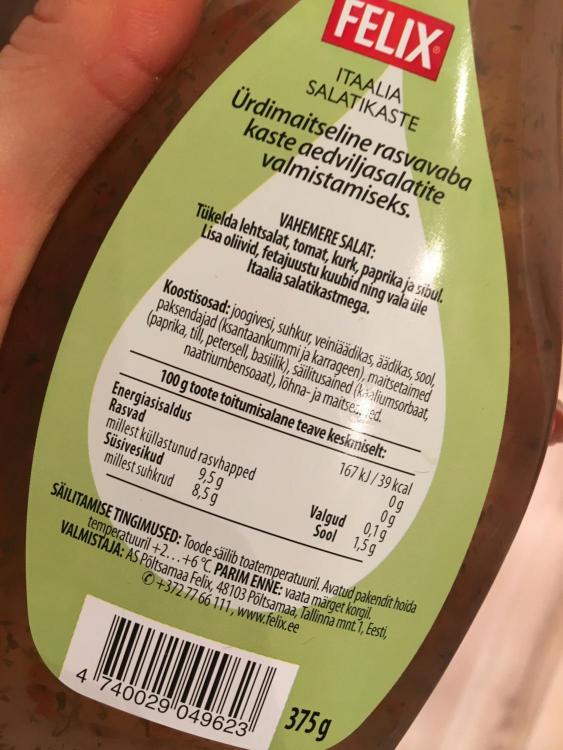 FELIX®
ITAALIA
SALATIKASTE
Ürdimaitseline rasvavaba
kaste aedviljasalatite
valmistamiseks.
VAHEMERE SALAT:
Tükelda lehtsalat, tomat, kurk, paprika ja sibul.
Lisa oliivid, fetajuustu kuubid ning vala üle
Itaalia salatikastmega.
Koostisosad: joogivesi, suhkur, veiniäädikas, äädikas, sool,
paksendajad (ksantaankummi ja karrageen), maitsetaimed
(paprika, till, petersell, basiilik), säilitusained (kaaliumsorbaat,
naatriumbensoaat), lõhna- ja
100 g toote toitumisalane teave keskmiselt:
Energiasisaldus 167 kJ / 39 kcal
Rasvad 0 g
millest küllastunud rasvhapped 0 g
Süsivesikud 9,5 g Valgud 0,1 g
millest suhkrud 8,5 g Sool 1,5 g
SÄILITAMISE TINGIMUSED: Toode säilib toatemperatuuril. Avatud pakendit hoida
temperatuuril +2...+6 °C. PARIM ENNE: vaata märget korgil.
VALMISTAJA: AS Põltsamaa Felix, 48103 Põltsamaa, Tallinna mnt.1, Eesti,
✆ +372 77 66 111, www.felix.ee
4 740029 049623
375 g